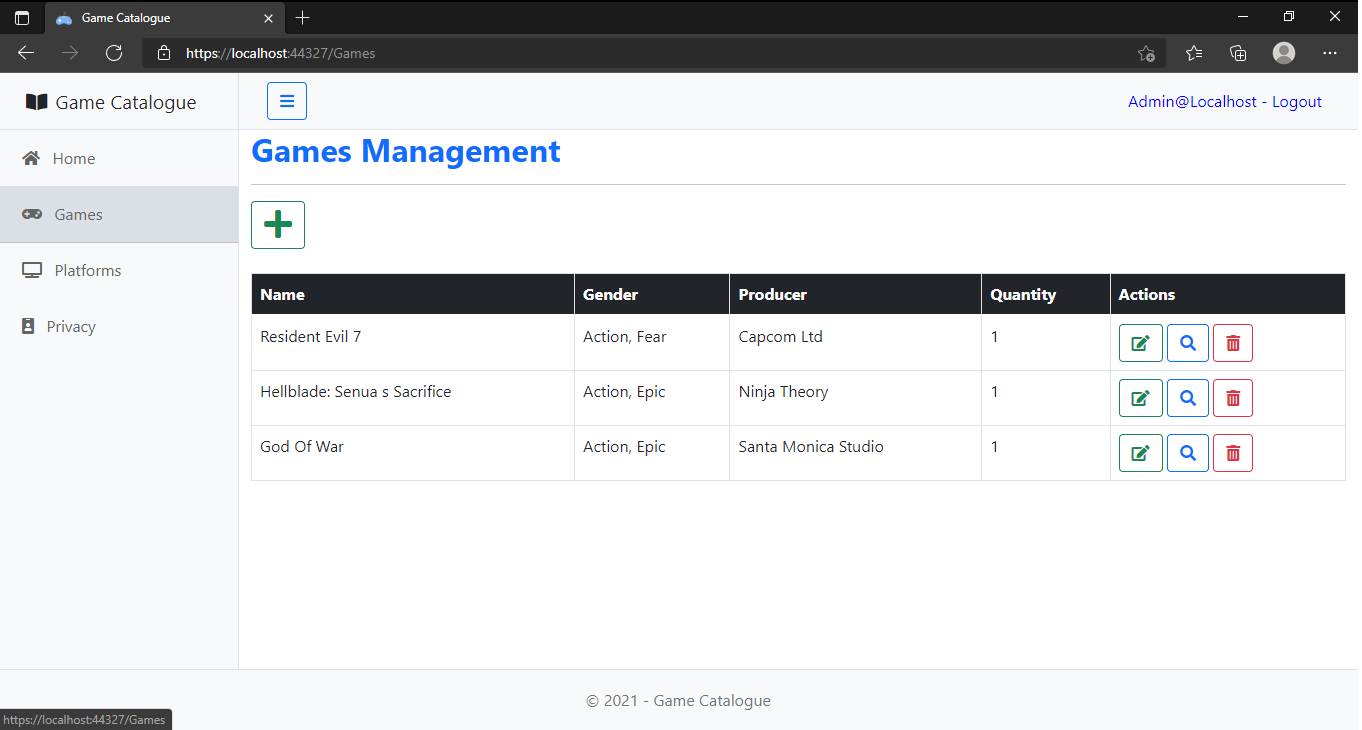 Game Catalogue
https://localhost:44327/Games
Game Catalogue
Admin@Localhost - Logout
Home
Games
Platforms
Privacy
Games Management
Name Gender Producer Quantity Actions
Resident Evil 7 Action, Fear Capcom Ltd 1
Hellblade: Senua s Sacrifice Action, Epic Ninja Theory 1
God Of War Action, Epic Santa Monica Studio 1
© 2021 - Game Catalogue
https://localhost:44327/Games